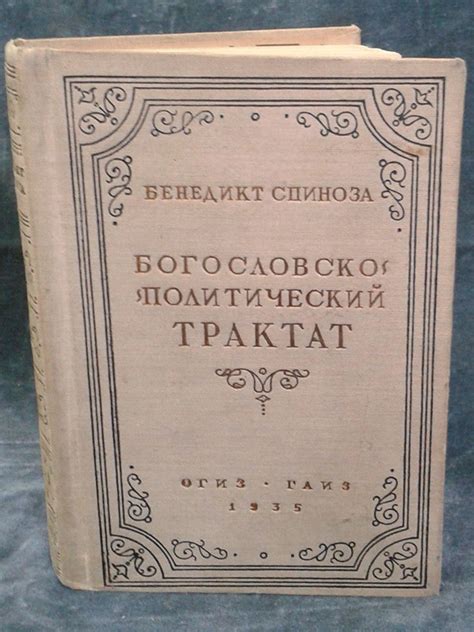 БЕНЕДИКТ СПИНОЗА
БОГОСЛОВСКО-
-ПОЛИТИЧЕСКИЙ
ТРАКТАТ
ОГИЗ · ГАИЗ
1935